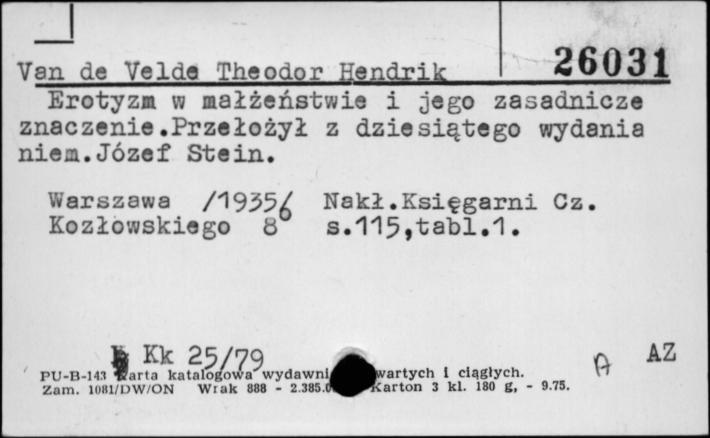 26031
Van de Velde Theodor Hendrik
Erotyzm w małżeństwie i jego zasadnicze
znaczenie.Przełożył z dziesiątego wydania
niem.Józef Stein.
Warszawa /1935/ Nakł.Księgarni Cz.
Kozłowskiego 8° s.115,tabl.1.
Kk 25/79
A AZ
PU-B-143 Karta katalogowa wydawni wartych i ciągłych.
Zam. 1081/DW/ON Wrak 888 - 2.385.0 Karton 3 kl. 180 g, - 9.75.